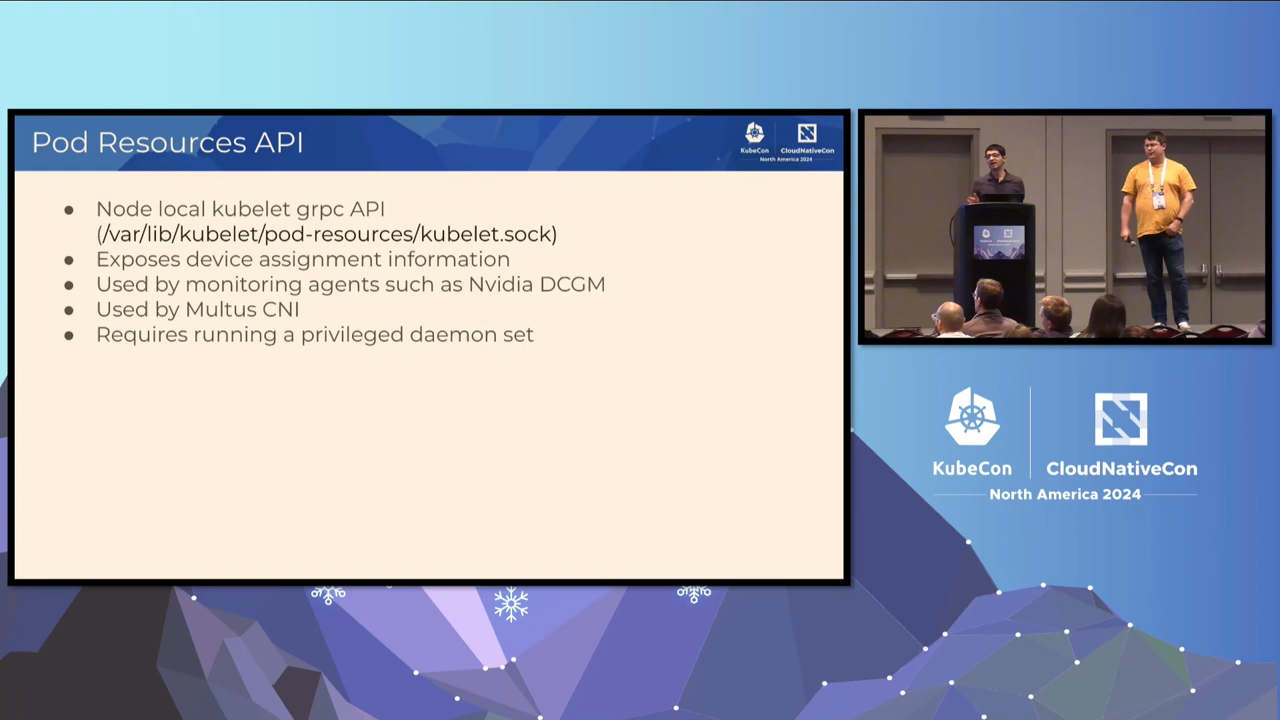 Pod Resources API
KubeCon
CloudNativeCon
North America 2024
● Node local kubelet grpc API
(/var/lib/kubelet/pod-resources/kubelet.sock)
● Exposes device assignment information
● Used by monitoring agents such as Nvidia DCGM
● Used by Multus CNI
● Requires running a privileged daemon set
KubeCon
CloudNativeCon
North America 2024